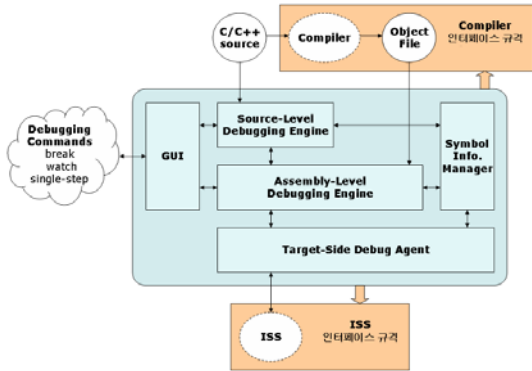 C/C++
source
Compiler
Object
File
Compiler
인터페이스 규격
Debugging
Commands
break
watch
single-step
GUI
Source-Level
Debugging Engine
Symbol
Info.
Manager
Assembly-Level
Debugging Engine
Target-Side Debug Agent
ISS
ISS
인터페이스 규격